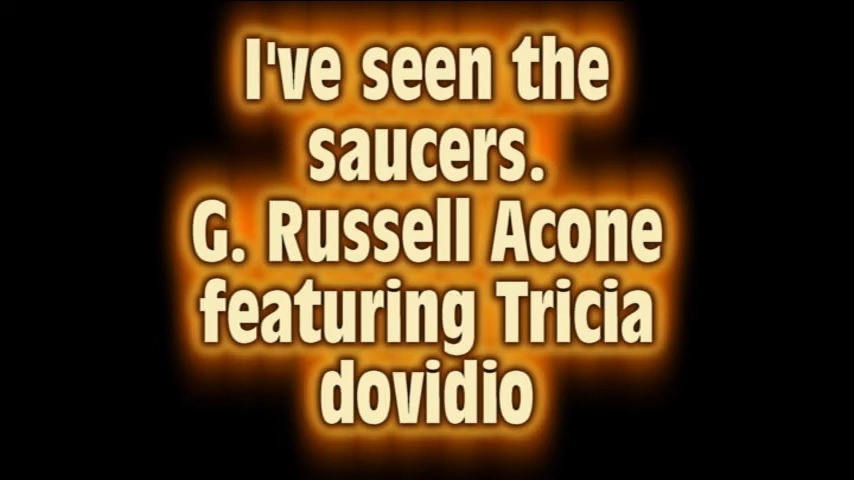 I've seen the
saucers.
G. Russell Acone
featuring Tricia
dovidio